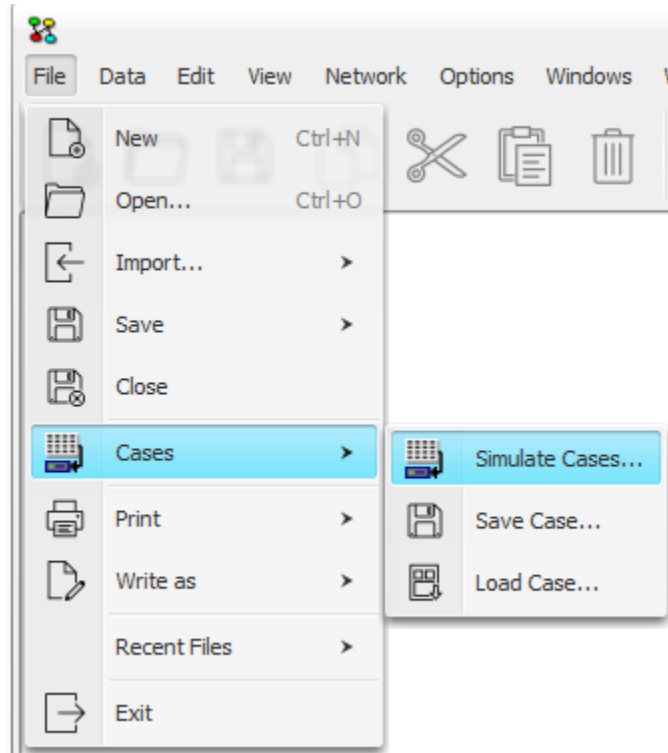 File Data Edit View Network Options Windows
New Ctrl+N
Open... Ctrl+O
Import...
Save
Close
Cases
Simulate Cases...
Save Case...
Load Case...
Print
Write as
Recent Files
Exit